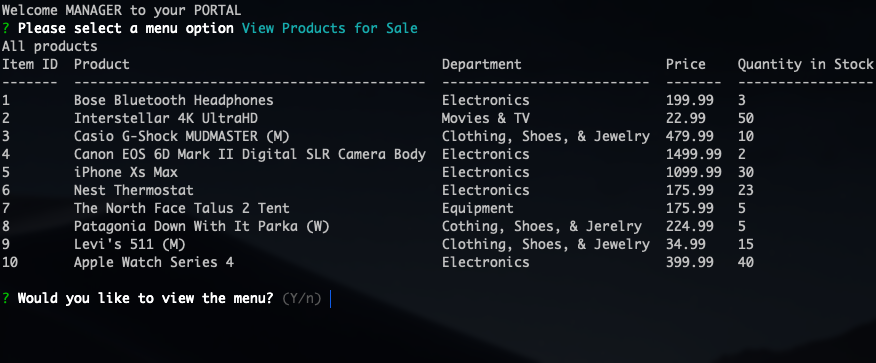 Welcome MANAGER to your PORTAL
? Please select a menu option View Products for Sale
All products
Item ID  Product                                       Department                  Price    Quantity in Stock
-------  --------------------------------------------  --------------------------  -------  -----------------
1        Bose Bluetooth Headphones                     Electronics                 199.99   3
2        Interstellar 4K UltraHD                       Movies & TV                 22.99    50
3        Casio G-Shock MUDMASTER (M)                   Clothing, Shoes, & Jewelry  479.99   10
4        Canon EOS 6D Mark II Digital SLR Camera Body  Electronics                 1499.99  2
5        iPhone Xs Max                                 Electronics                 1099.99  30
6        Nest Thermostat                               Electronics                 175.99   23
7        The North Face Talus 2 Tent                   Equipment                   175.99   5
8        Patagonia Down With It Parka (W)              Cothing, Shoes, & Jerelry   224.99   5
9        Levi's 511 (M)                                Clothing, Shoes, & Jewelry  34.99    15
10       Apple Watch Series 4                          Electronics                 399.99   40
? Would you like to view the menu? (Y/n)